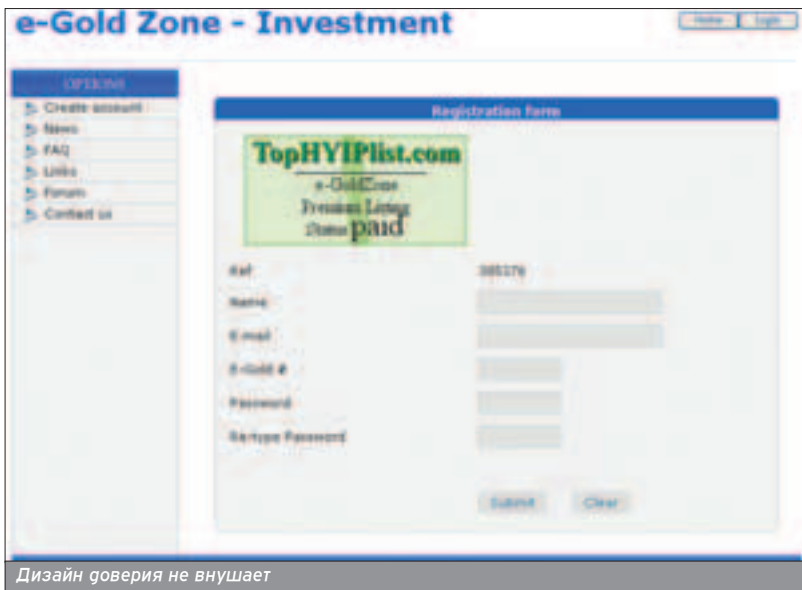 e-Gold Zone - Investment
Home Login
OPTIONS
Create account
News
FAQ
Links
Forum
Contact us
Registration form
TopHYIPlist.com
e-GoldZone
Premium Listing
Status paid
Ref
Name
E-mail
E-Gold #
Password
Re-type Password
Submit Clear
Дизайн доверия не внушает